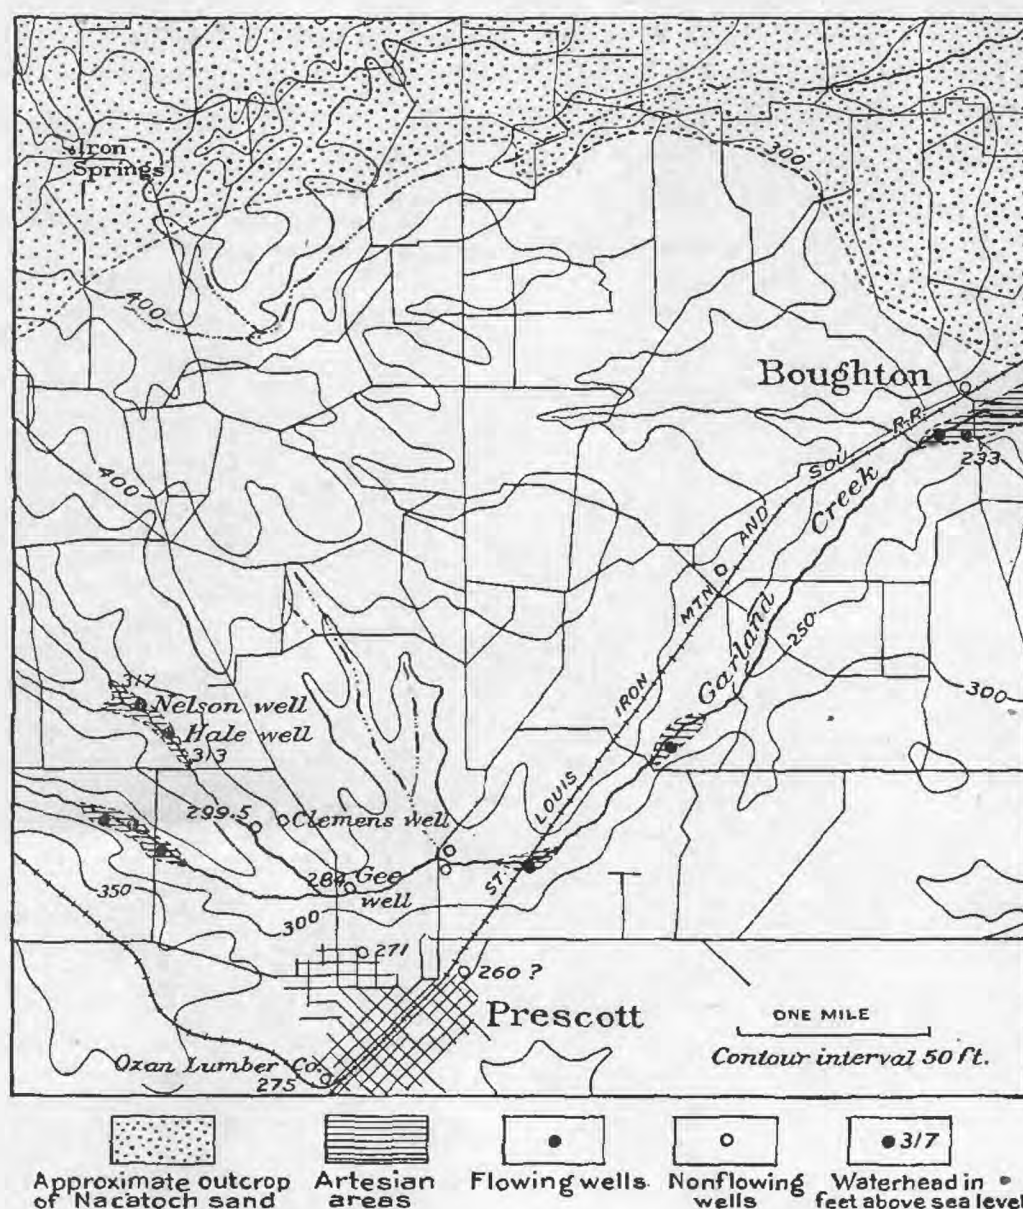 Iron
Springs
300
400
Boughton
R.R.
SOU.
AND
MTN.
IRON
LOUIS
ST.
233
Creek
Garland
250
300
400
317
Nelson well
Hale well
313
299.5
Clemens well
284 Gee
well
350
300
271
260 ?
Prescott
ONE MILE
Contour interval 50 ft.
Ozan Lumber Co.
275
Approximate outcrop
of Nacatoch sand
Artesian
areas
Flowing wells
Nonflowing
wells
317
Waterhead in
feet above sea level